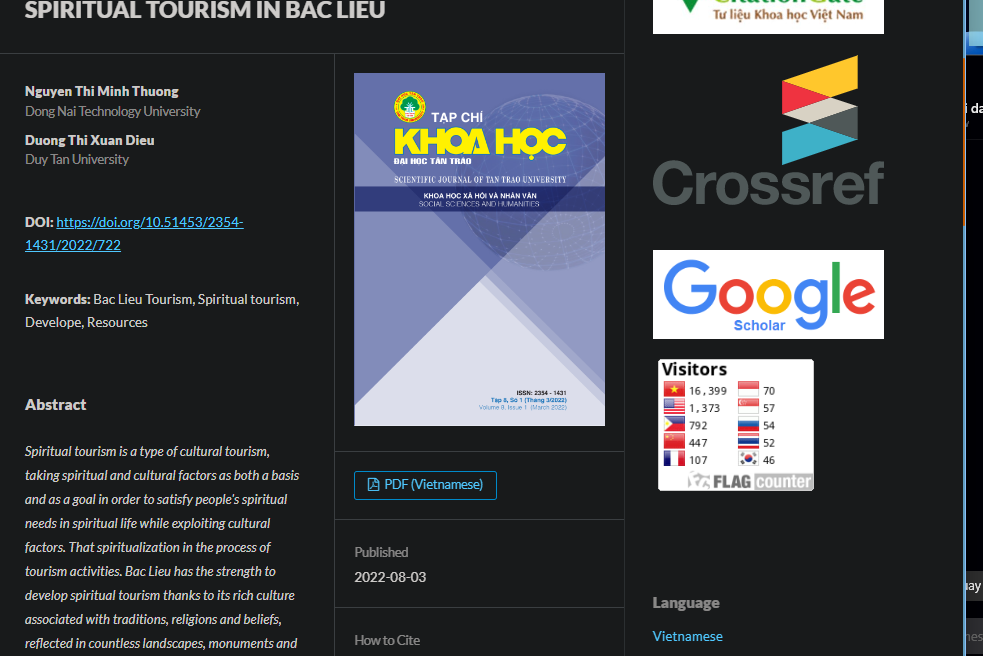 SPIRITUAL TOURISM IN BAC LIEU
Nguyen Thi Minh Thuong
Dong Nai Technology University
Duong Thi Xuan Dieu
Duy Tan University
DOI: https://doi.org/10.51453/2354-
1431/2022/722
Keywords: Bac Lieu Tourism, Spiritual tourism,
Develope, Resources
Abstract
Spiritual tourism is a type of cultural tourism,
taking spiritual and cultural factors as both a basis
and as a goal in order to satisfy people's spiritual
needs in spiritual life while exploiting cultural
factors. That spiritualization in the process of
tourism activities. Bac Lieu has the strength to
develop spiritual tourism thanks to its rich culture
associated with traditions, religions and beliefs,
reflected in countless landscapes, monuments and
TẠP CHÍ
KHOA HỌC
ĐẠI HỌC TÂN TRÀO
SCIENTIFIC JOURNAL OF TAN TRAO UNIVERSITY
KHOA HỌC XÃ HỘI VÀ NHÂN VĂN
SOCIAL SCIENCES AND HUMANITIES
ISSN: 2354 - 1431
Tập 8, Số 1 (Tháng 3/2022)
Volume 8, Issue 1 (March 2022)
PDF (Vietnamese)
Published
2022-08-03
How to Cite
Tư liệu Khoa học Việt Nam
Crossref
Google
Scholar
Visitors
16,399 70
1,373 57
792 54
447 52
107 46
FLAG counter
Language
Vietnamese